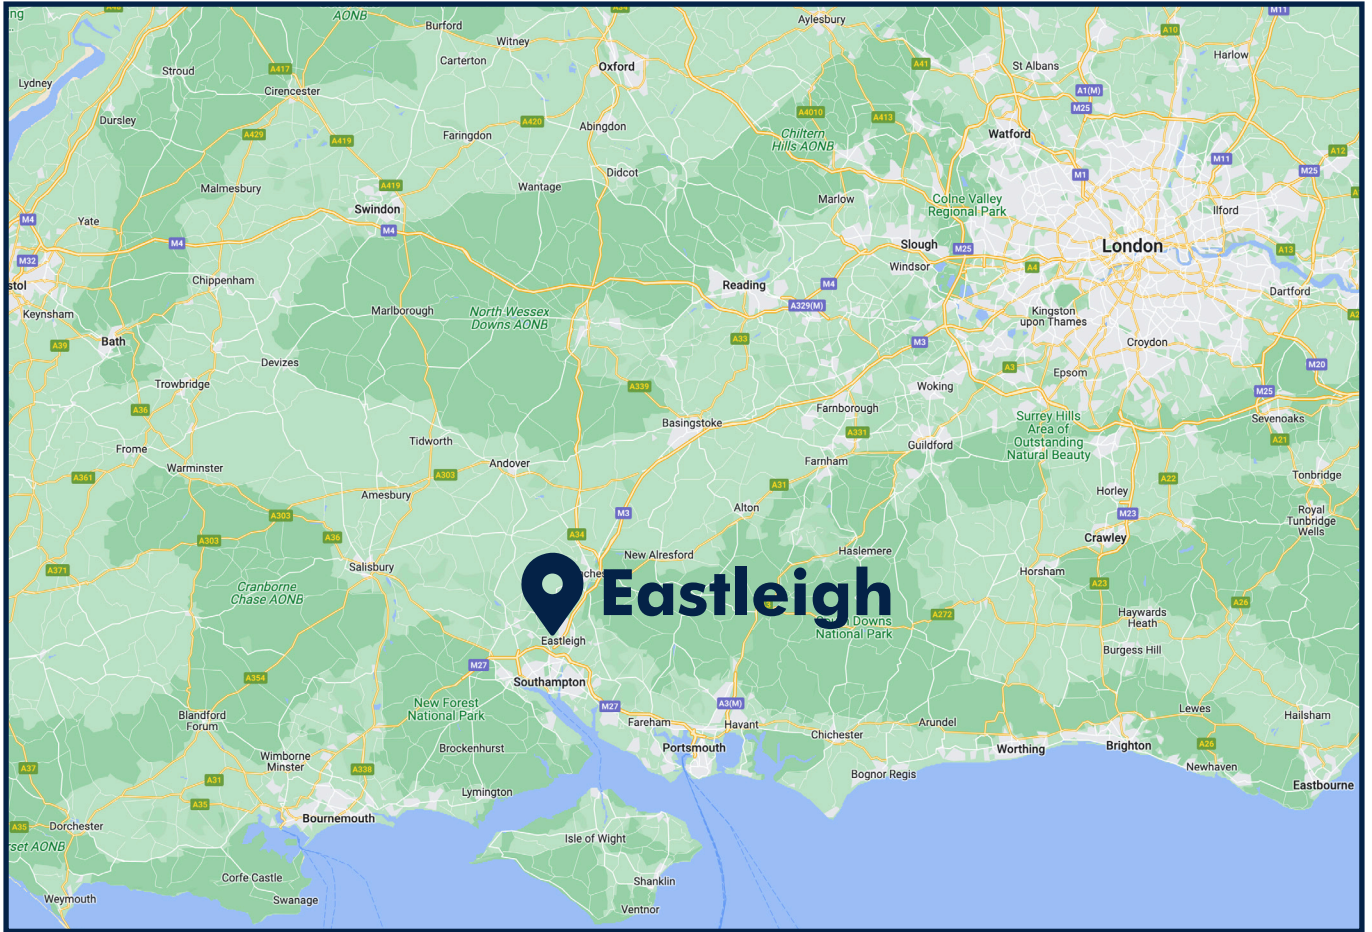 ng
A42
AONB
Burford
Witney
Aylesbury
M11
A10
Lydney
Stroud
A417
Cirencester
Carterton
Oxford
A41
St Albans
Harlow
A1(M)
M25
Dursley
A429
A419
Faringdon
A420
Abingdon
A4010
A413
Chiltern
Hills AONB
Watford
M1
M11
A12
M25
Malmesbury
A419
Wantage
Didcot
Marlow
Colne Valley
Regional Park
Ilford
M4
Yate
Swindon
M4
M4
M32
Slough
M25
London
A13
stol
Chippenham
Windsor
A4
Reading
M4
A329(M)
Dartford
Keynsham
Marlborough
North Wessex
Downs AONB
Kingston
upon Thames
A2
A39
Bath
A33
M3
Croydon
Devizes
A3
Epsom
M20
Trowbridge
A339
Woking
M25
A36
Basingstoke
Farnborough
A331
Surrey Hills
Area of
Outstanding
Natural Beauty
Sevenoaks
A21
Frome
Tidworth
Guildford
Warminster
Andover
Farnham
A361
A303
A31
A22
Tonbridge
Amesbury
Horley
A303
M3
Alton
M23
Royal
Tunbridge
Wells
A303
A36
A34
Crawley
A371
Salisbury
New Alresford
Haslemere
Horsham
ches
Cranborne
Chase AONB
Eastleigh
A23
A272
A26
Haywards
Heath
Downs
National Park
Eastleigh
Burgess Hill
M27
A354
Southampton
New Forest
National Park
M27
A3(M)
Blandford
Forum
Fareham
Havant
Arundel
Lewes
Hailsham
Chichester
Wimborne
Minster
Brockenhurst
Portsmouth
Worthing
Brighton
A26
A37
A338
Bognor Regis
Newhaven
A31
Lymington
Eastbourne
A35
A35
Dorchester
Bournemouth
rset AONB
Isle of Wight
Corfe Castle
Shanklin
Weymouth
Swanage
Ventnor